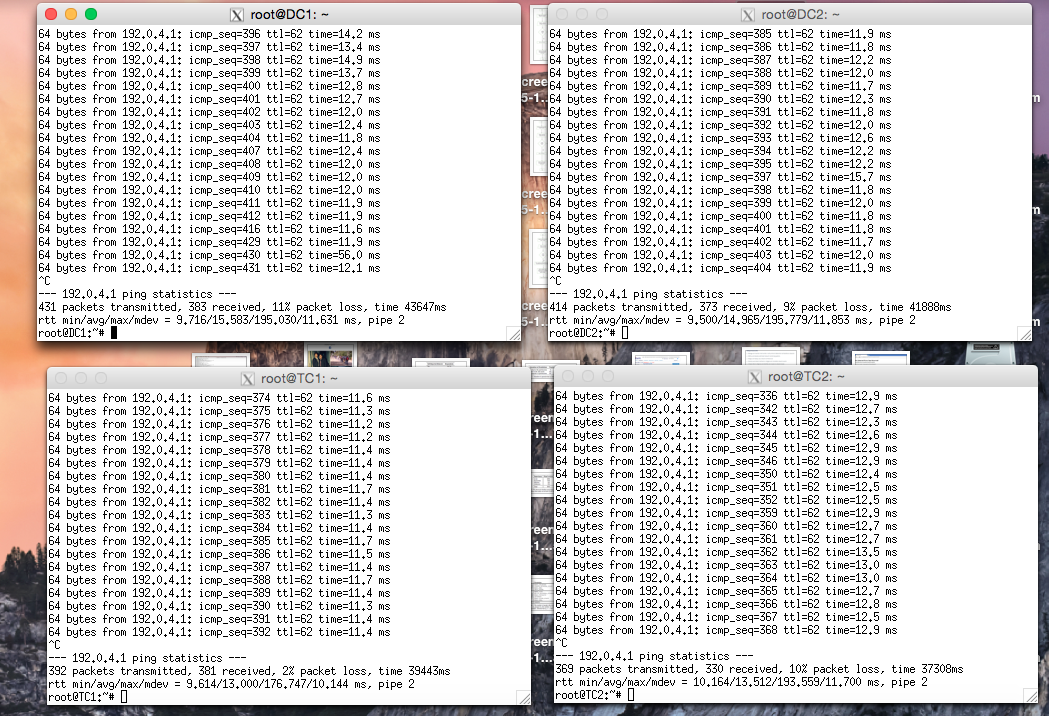 root@DC1: ~
64 bytes from 192.0.4.1: icmp_seq=396 ttl=62 time=14.2 ms
64 bytes from 192.0.4.1: icmp_seq=397 ttl=62 time=13.4 ms
64 bytes from 192.0.4.1: icmp_seq=398 ttl=62 time=14.9 ms
64 bytes from 192.0.4.1: icmp_seq=399 ttl=62 time=13.7 ms
64 bytes from 192.0.4.1: icmp_seq=400 ttl=62 time=12.8 ms
64 bytes from 192.0.4.1: icmp_seq=401 ttl=62 time=12.7 ms
64 bytes from 192.0.4.1: icmp_seq=402 ttl=62 time=12.0 ms
64 bytes from 192.0.4.1: icmp_seq=403 ttl=62 time=12.4 ms
64 bytes from 192.0.4.1: icmp_seq=404 ttl=62 time=11.8 ms
64 bytes from 192.0.4.1: icmp_seq=407 ttl=62 time=12.4 ms
64 bytes from 192.0.4.1: icmp_seq=408 ttl=62 time=12.0 ms
64 bytes from 192.0.4.1: icmp_seq=409 ttl=62 time=12.0 ms
64 bytes from 192.0.4.1: icmp_seq=410 ttl=62 time=12.0 ms
64 bytes from 192.0.4.1: icmp_seq=411 ttl=62 time=11.9 ms
64 bytes from 192.0.4.1: icmp_seq=412 ttl=62 time=11.9 ms
64 bytes from 192.0.4.1: icmp_seq=416 ttl=62 time=11.6 ms
64 bytes from 192.0.4.1: icmp_seq=429 ttl=62 time=11.9 ms
64 bytes from 192.0.4.1: icmp_seq=430 ttl=62 time=56.0 ms
64 bytes from 192.0.4.1: icmp_seq=431 ttl=62 time=12.1 ms
^C
--- 192.0.4.1 ping statistics ---
431 packets transmitted, 383 received, 11% packet loss, time 43647ms
rtt min/avg/max/mdev = 9.716/15.583/195.030/11.631 ms, pipe 2
root@DC1:~#
root@DC2: ~
64 bytes from 192.0.4.1: icmp_seq=385 ttl=62 time=11.9 ms
64 bytes from 192.0.4.1: icmp_seq=386 ttl=62 time=11.8 ms
64 bytes from 192.0.4.1: icmp_seq=387 ttl=62 time=12.2 ms
64 bytes from 192.0.4.1: icmp_seq=388 ttl=62 time=12.0 ms
64 bytes from 192.0.4.1: icmp_seq=389 ttl=62 time=11.7 ms
64 bytes from 192.0.4.1: icmp_seq=390 ttl=62 time=12.3 ms
64 bytes from 192.0.4.1: icmp_seq=391 ttl=62 time=11.8 ms
64 bytes from 192.0.4.1: icmp_seq=392 ttl=62 time=12.0 ms
64 bytes from 192.0.4.1: icmp_seq=393 ttl=62 time=12.6 ms
64 bytes from 192.0.4.1: icmp_seq=394 ttl=62 time=12.2 ms
64 bytes from 192.0.4.1: icmp_seq=395 ttl=62 time=12.2 ms
64 bytes from 192.0.4.1: icmp_seq=397 ttl=62 time=15.7 ms
64 bytes from 192.0.4.1: icmp_seq=398 ttl=62 time=11.8 ms
64 bytes from 192.0.4.1: icmp_seq=399 ttl=62 time=12.0 ms
64 bytes from 192.0.4.1: icmp_seq=400 ttl=62 time=11.8 ms
64 bytes from 192.0.4.1: icmp_seq=401 ttl=62 time=11.8 ms
64 bytes from 192.0.4.1: icmp_seq=402 ttl=62 time=11.7 ms
64 bytes from 192.0.4.1: icmp_seq=403 ttl=62 time=12.0 ms
64 bytes from 192.0.4.1: icmp_seq=404 ttl=62 time=11.9 ms
^C
--- 192.0.4.1 ping statistics ---
414 packets transmitted, 373 received, 9% packet loss, time 41888ms
rtt min/avg/max/mdev = 9.500/14.965/195.779/11.853 ms, pipe 2
root@DC2:~#
root@TC1: ~
64 bytes from 192.0.4.1: icmp_seq=374 ttl=62 time=11.6 ms
64 bytes from 192.0.4.1: icmp_seq=375 ttl=62 time=11.3 ms
64 bytes from 192.0.4.1: icmp_seq=376 ttl=62 time=11.2 ms
64 bytes from 192.0.4.1: icmp_seq=377 ttl=62 time=11.2 ms
64 bytes from 192.0.4.1: icmp_seq=378 ttl=62 time=11.4 ms
64 bytes from 192.0.4.1: icmp_seq=379 ttl=62 time=11.4 ms
64 bytes from 192.0.4.1: icmp_seq=380 ttl=62 time=11.4 ms
64 bytes from 192.0.4.1: icmp_seq=381 ttl=62 time=11.7 ms
64 bytes from 192.0.4.1: icmp_seq=382 ttl=62 time=11.4 ms
64 bytes from 192.0.4.1: icmp_seq=383 ttl=62 time=11.3 ms
64 bytes from 192.0.4.1: icmp_seq=384 ttl=62 time=11.4 ms
64 bytes from 192.0.4.1: icmp_seq=385 ttl=62 time=11.7 ms
64 bytes from 192.0.4.1: icmp_seq=386 ttl=62 time=11.5 ms
64 bytes from 192.0.4.1: icmp_seq=387 ttl=62 time=11.4 ms
64 bytes from 192.0.4.1: icmp_seq=388 ttl=62 time=11.7 ms
64 bytes from 192.0.4.1: icmp_seq=389 ttl=62 time=11.4 ms
64 bytes from 192.0.4.1: icmp_seq=390 ttl=62 time=11.3 ms
64 bytes from 192.0.4.1: icmp_seq=391 ttl=62 time=11.4 ms
64 bytes from 192.0.4.1: icmp_seq=392 ttl=62 time=11.4 ms
^C
--- 192.0.4.1 ping statistics ---
392 packets transmitted, 381 received, 2% packet loss, time 39443ms
rtt min/avg/max/mdev = 9.614/13.000/176.747/10.144 ms, pipe 2
root@TC1:~#
root@TC2: ~
64 bytes from 192.0.4.1: icmp_seq=336 ttl=62 time=12.9 ms
64 bytes from 192.0.4.1: icmp_seq=342 ttl=62 time=12.7 ms
64 bytes from 192.0.4.1: icmp_seq=343 ttl=62 time=12.3 ms
64 bytes from 192.0.4.1: icmp_seq=344 ttl=62 time=12.6 ms
64 bytes from 192.0.4.1: icmp_seq=345 ttl=62 time=12.9 ms
64 bytes from 192.0.4.1: icmp_seq=346 ttl=62 time=12.9 ms
64 bytes from 192.0.4.1: icmp_seq=350 ttl=62 time=12.4 ms
64 bytes from 192.0.4.1: icmp_seq=351 ttl=62 time=12.5 ms
64 bytes from 192.0.4.1: icmp_seq=352 ttl=62 time=12.5 ms
64 bytes from 192.0.4.1: icmp_seq=359 ttl=62 time=12.9 ms
64 bytes from 192.0.4.1: icmp_seq=360 ttl=62 time=12.7 ms
64 bytes from 192.0.4.1: icmp_seq=361 ttl=62 time=12.7 ms
64 bytes from 192.0.4.1: icmp_seq=362 ttl=62 time=13.5 ms
64 bytes from 192.0.4.1: icmp_seq=363 ttl=62 time=13.0 ms
64 bytes from 192.0.4.1: icmp_seq=364 ttl=62 time=13.0 ms
64 bytes from 192.0.4.1: icmp_seq=365 ttl=62 time=12.7 ms
64 bytes from 192.0.4.1: icmp_seq=366 ttl=62 time=12.8 ms
64 bytes from 192.0.4.1: icmp_seq=367 ttl=62 time=12.5 ms
64 bytes from 192.0.4.1: icmp_seq=368 ttl=62 time=12.9 ms
^C
--- 192.0.4.1 ping statistics ---
369 packets transmitted, 330 received, 10% packet loss, time 37308ms
rtt min/avg/max/mdev = 10.164/13.512/193.559/11.700 ms, pipe 2
root@TC2:~#